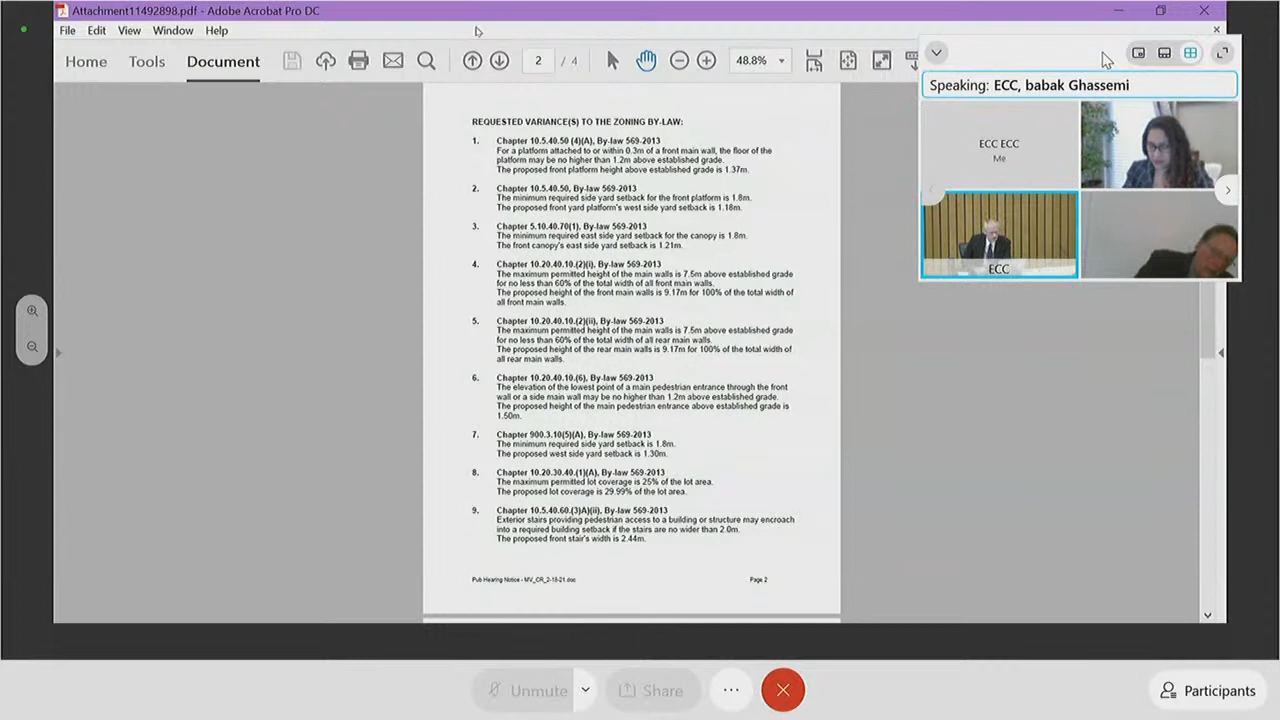 Attachment11492898.pdf - Adobe Acrobat Pro DC
File Edit View Window Help
Home Tools Document 2 / 4 48.8%
Speaking: ECC, babak Ghassemi
ECC ECC
Me
ECC
REQUESTED VARIANCE(S) TO THE ZONING BY-LAW:
1. Chapter 10.5.40.50 (4)(A), By-law 569-2013
For a platform attached to or within 0.3m of a front main wall, the floor of the
platform may be no higher than 1.2m above established grade.
The proposed front platform height above established grade is 1.37m.
2. Chapter 10.5.40.50, By-law 569-2013
The minimum required side yard setback for the front platform is 1.8m.
The proposed front yard platform's west side yard setback is 1.18m.
3. Chapter 5.10.40.70(1), By-law 569-2013
The minimum required east side yard setback for the canopy is 1.8m.
The front canopy's east side yard setback is 1.21m.
4. Chapter 10.20.40.10.(2)(i), By-law 569-2013
The maximum permitted height of the main walls is 7.5m above established grade
for no less than 60% of the total width of all front main walls.
The proposed height of the front main walls is 9.17m for 100% of the total width of
all front main walls.
5. Chapter 10.20.40.10.(2)(ii), By-law 569-2013
The maximum permitted height of the main walls is 7.5m above established grade
for no less than 60% of the total width of all rear main walls.
The proposed height of the rear main walls is 9.17m for 100% of the total width of
all rear main walls.
6. Chapter 10.20.40.10.(6), By-law 569-2013
The elevation of the lowest point of a main pedestrian entrance through the front
wall or a side main wall may be no higher than 1.2m above established grade.
The proposed height of the main pedestrian entrance above established grade is
1.50m.
7. Chapter 900.3.10(5)(A), By-law 569-2013
The minimum required side yard setback is 1.8m.
The proposed west side yard setback is 1.30m.
8. Chapter 10.20.30.40.(1)(A), By-law 569-2013
The maximum permitted lot coverage is 25% of the lot area.
The proposed lot coverage is 29.99% of the lot area.
9. Chapter 10.5.40.60.(3)A)(ii), By-law 569-2013
Exterior stairs providing pedestrian access to a building or structure may encroach
into a required building setback if the stairs are no wider than 2.0m.
The proposed front stair's width is 2.44m.
Pub Hearing Notice - MV_CR_2-18-21.doc Page 2
Unmute Share Participants